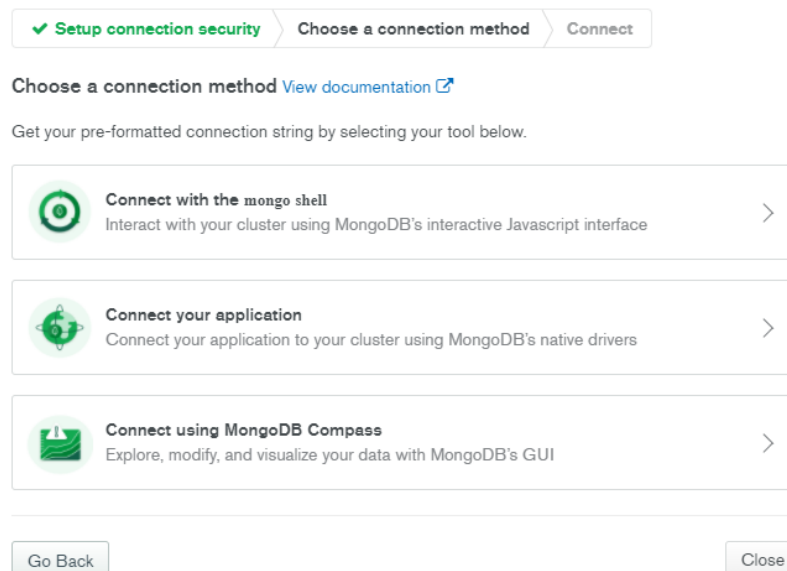 Setup connection security Choose a connection method Connect
Choose a connection method View documentation
Get your pre-formatted connection string by selecting your tool below.
Connect with the mongo shell
Interact with your cluster using MongoDB's interactive Javascript interface
Connect your application
Connect your application to your cluster using MongoDB's native drivers
Connect using MongoDB Compass
Explore, modify, and visualize your data with MongoDB's GUI
Go Back Close